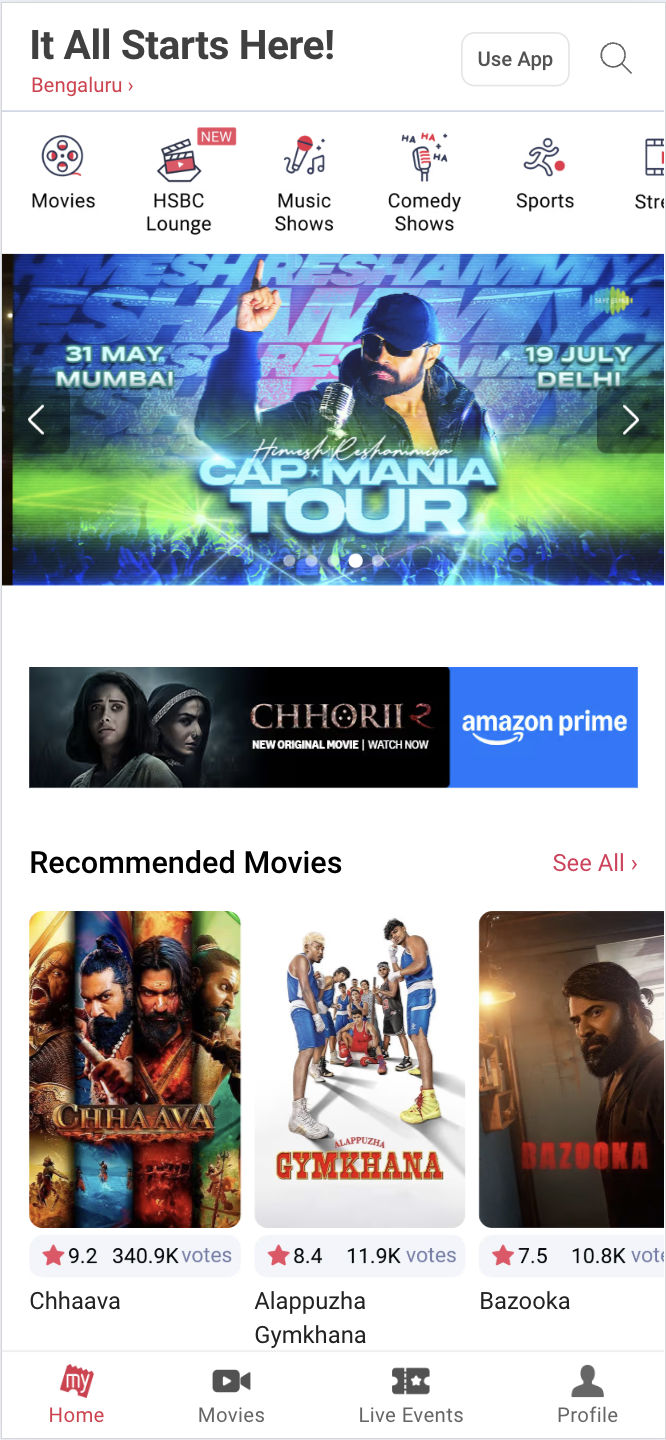 It All Starts Here!
Bengaluru ›
Use App
NEW
HA HA
HA
Movies
HSBC
Lounge
Music
Shows
Comedy
Shows
Sports
Stre
HIMESH RESHAMMIYA
31 MAY
MUMBAI
19 JULY
DELHI
Himesh Reshammiya
CAP★MANIA
TOUR
CHHORII 2
NEW ORIGINAL MOVIE | WATCH NOW
amazon prime
Recommended Movies
See All ›
CHHAAVA
ALAPPUZHA
GYMKHANA
BAZOOKA
9.2 340.9K votes
8.4 11.9K votes
7.5 10.8K vote
Chhaava
Alappuzha
Gymkhana
Bazooka
my
Home
Movies
Live Events
Profile